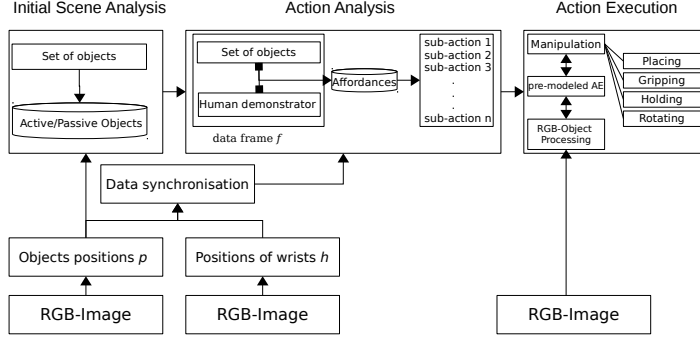 Initial Scene Analysis
Action Analysis
Action Execution
Set of objects
Active/Passive Objects
Set of objects
Human demonstrator
data frame f
Affordances
sub-action 1
sub-action 2
sub-action 3
.
.
.
sub-action n
Manipulation
pre-modeled AE
RGB-Object
Processing
Placing
Gripping
Holding
Rotating
Data synchronisation
Objects positions p
Positions of wrists h
RGB-Image
RGB-Image
RGB-Image